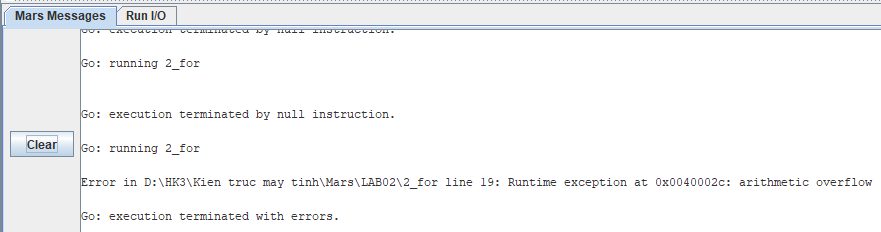 Mars Messages Run I/O
Go: execution terminated by null instruction.
Go: running 2_for
Go: execution terminated by null instruction.
Clear
Go: running 2_for
Error in D:\HK3\Kien truc may tinh\Mars\LAB02\2_for line 19: Runtime exception at 0x0040002c: arithmetic overflow
Go: execution terminated with errors.